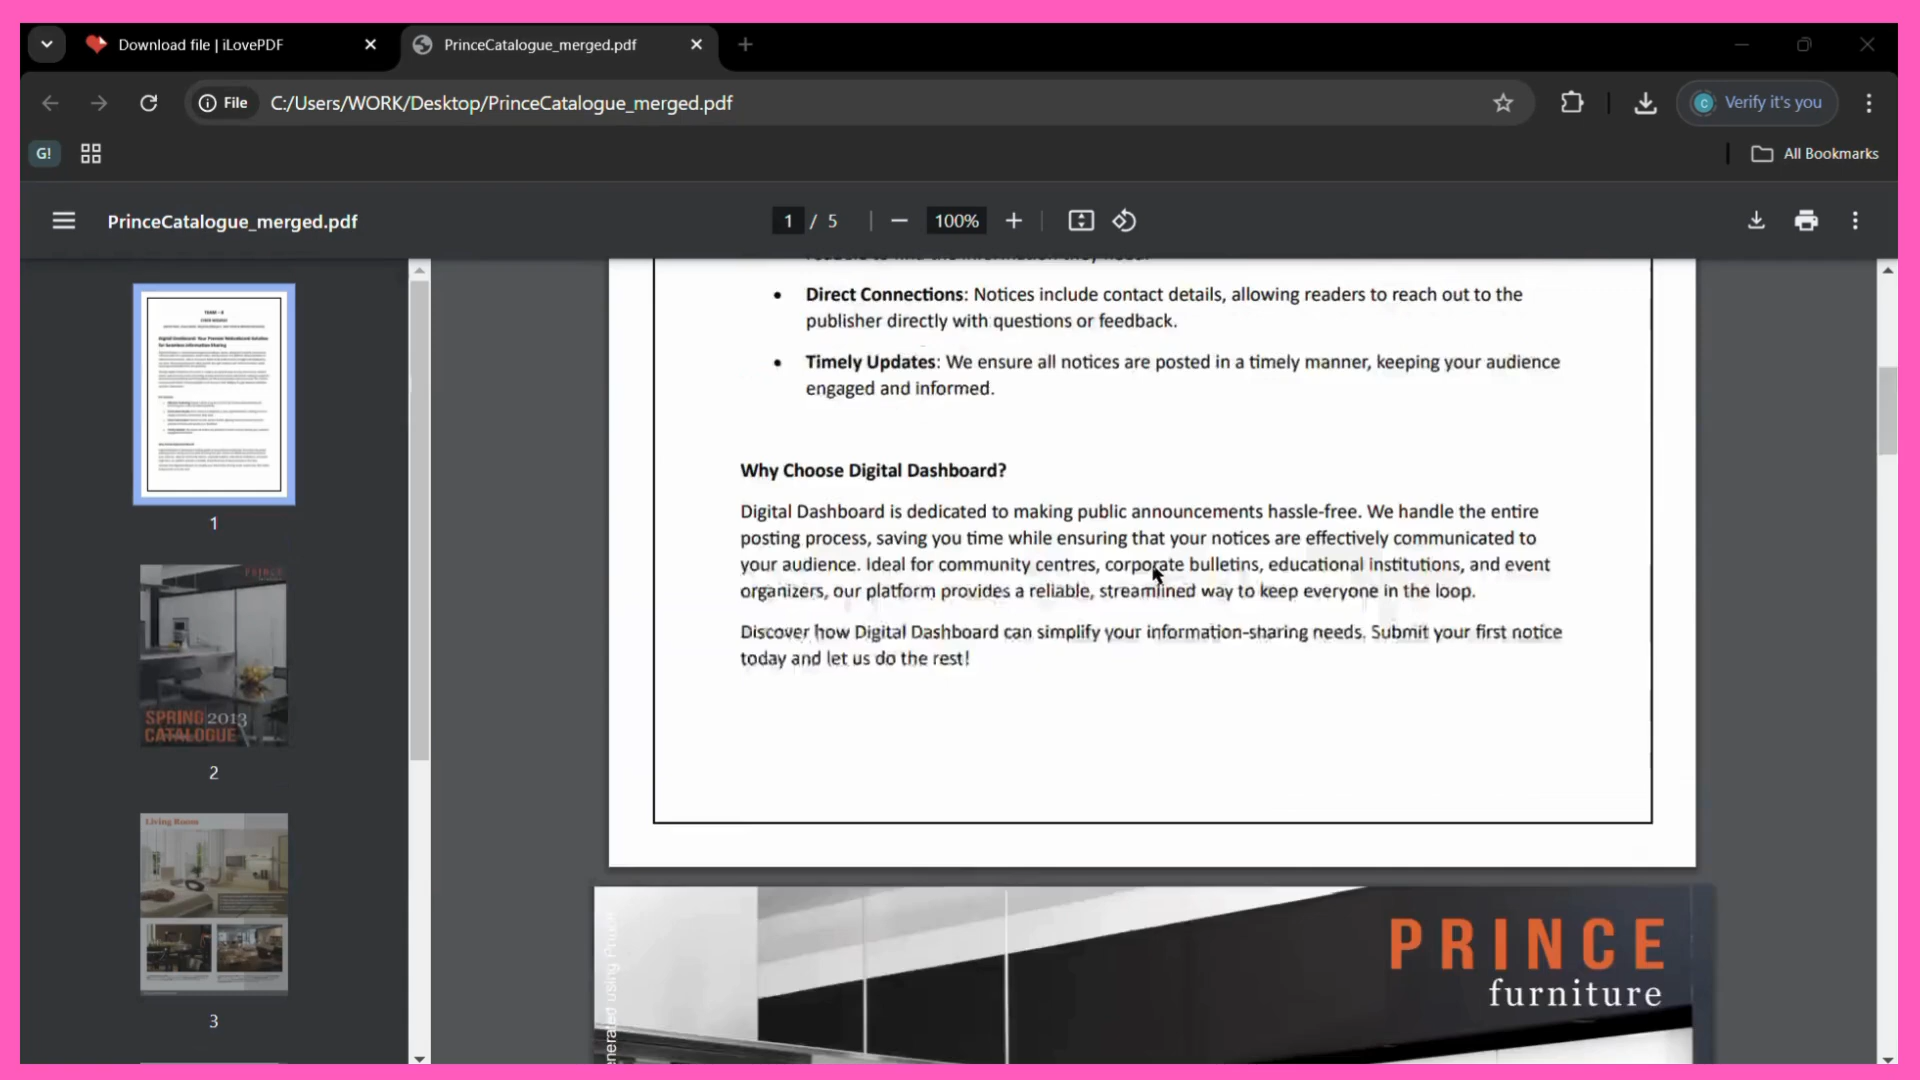 Download file | iLovePDF
PrinceCatalogue_merged.pdf
File
C:/Users/WORK/Desktop/PrinceCatalogue_merged.pdf
C
Verify it's you
G!
All Bookmarks
PrinceCatalogue_merged.pdf
1 / 5
100%
Direct Connections: Notices include contact details, allowing readers to reach out to the
publisher directly with questions or feedback.
Timely Updates: We ensure all notices are posted in a timely manner, keeping your audience
engaged and informed.
Why Choose Digital Dashboard?
Digital Dashboard is dedicated to making public announcements hassle-free. We handle the entire
posting process, saving you time while ensuring that your notices are effectively communicated to
your audience. Ideal for community centres, corporate bulletins, educational institutions, and event
organizers, our platform provides a reliable, streamlined way to keep everyone in the loop.
Discover how Digital Dashboard can simplify your information-sharing needs. Submit your first notice
today and let us do the rest!
PRINCE
furniture
1
PRINCE
SPRING 2013
CATALOGUE
2
Living Room
3